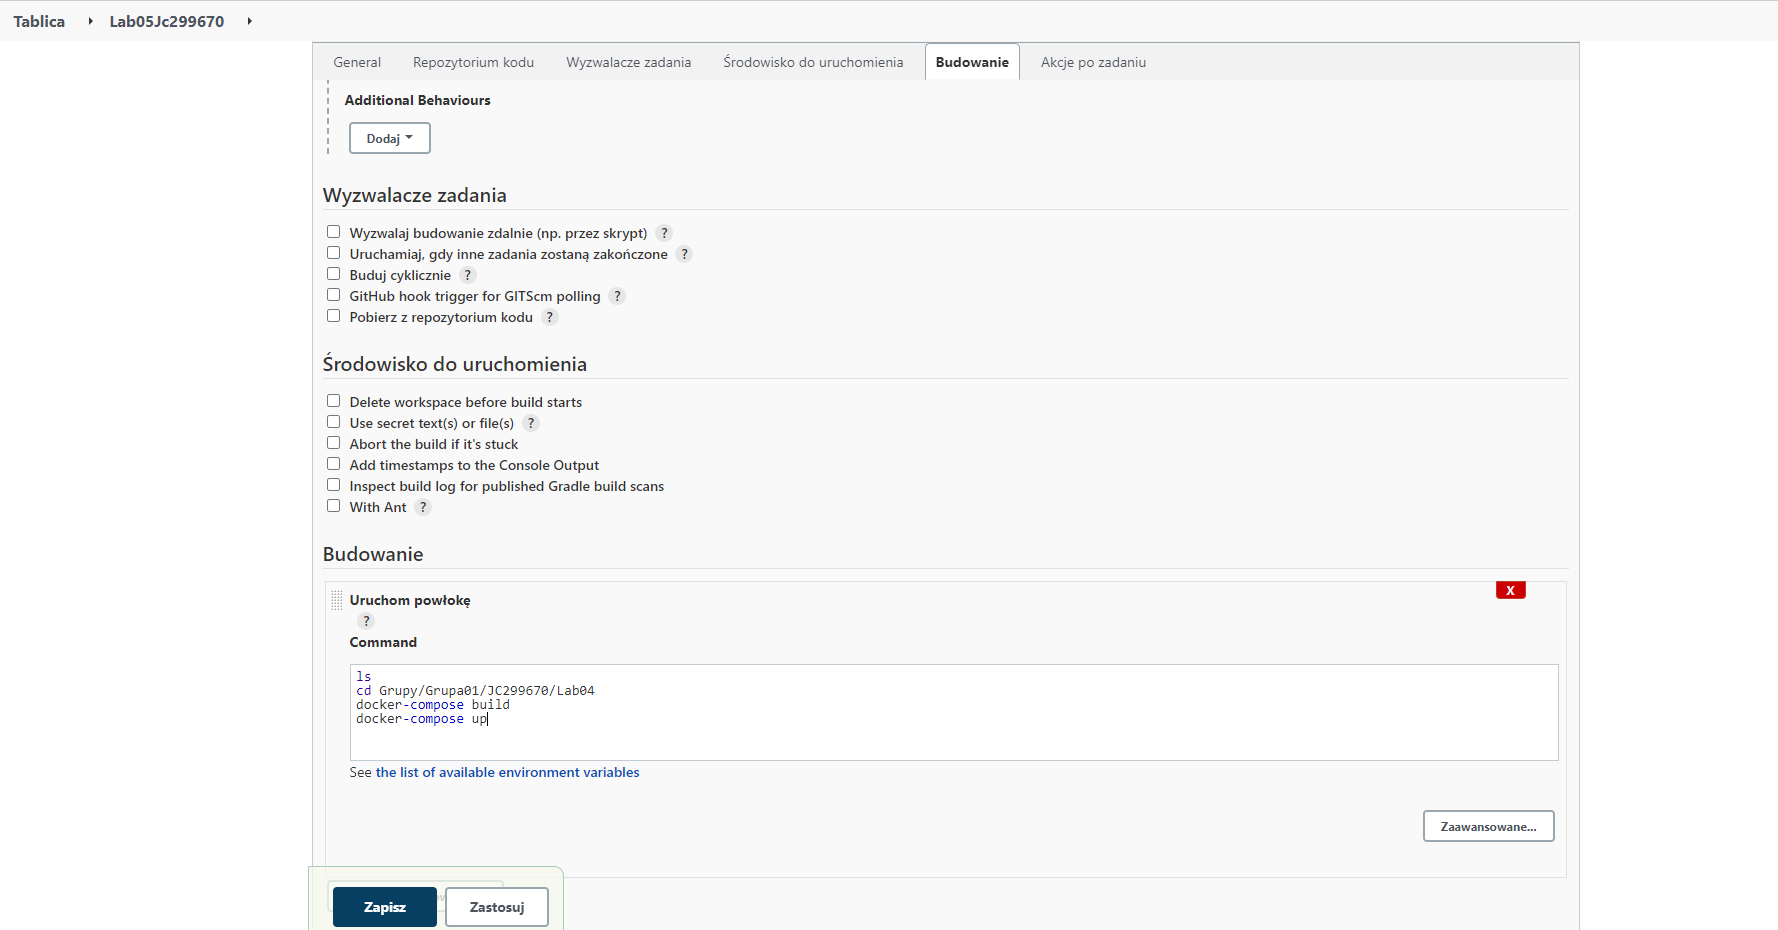 Tablica Lab05Jc299670
General Repozytorium kodu Wyzwalacze zadania Środowisko do uruchomienia Budowanie Akcje po zadaniu
Additional Behaviours
Dodaj
Wyzwalacze zadania
Wyzwalaj budowanie zdalnie (np. przez skrypt) ?
Uruchamiaj, gdy inne zadania zostaną zakończone ?
Buduj cyklicznie ?
GitHub hook trigger for GITScm polling ?
Pobierz z repozytorium kodu ?
Środowisko do uruchomienia
Delete workspace before build starts
Use secret text(s) or file(s) ?
Abort the build if it's stuck
Add timestamps to the Console Output
Inspect build log for published Gradle build scans
With Ant ?
Budowanie
X
Uruchom powłokę
?
Command
ls
cd Grupy/Grupa01/JC299670/Lab04
docker-compose build
docker-compose up
See the list of available environment variables
Zaawansowane...
Zapisz Zastosuj